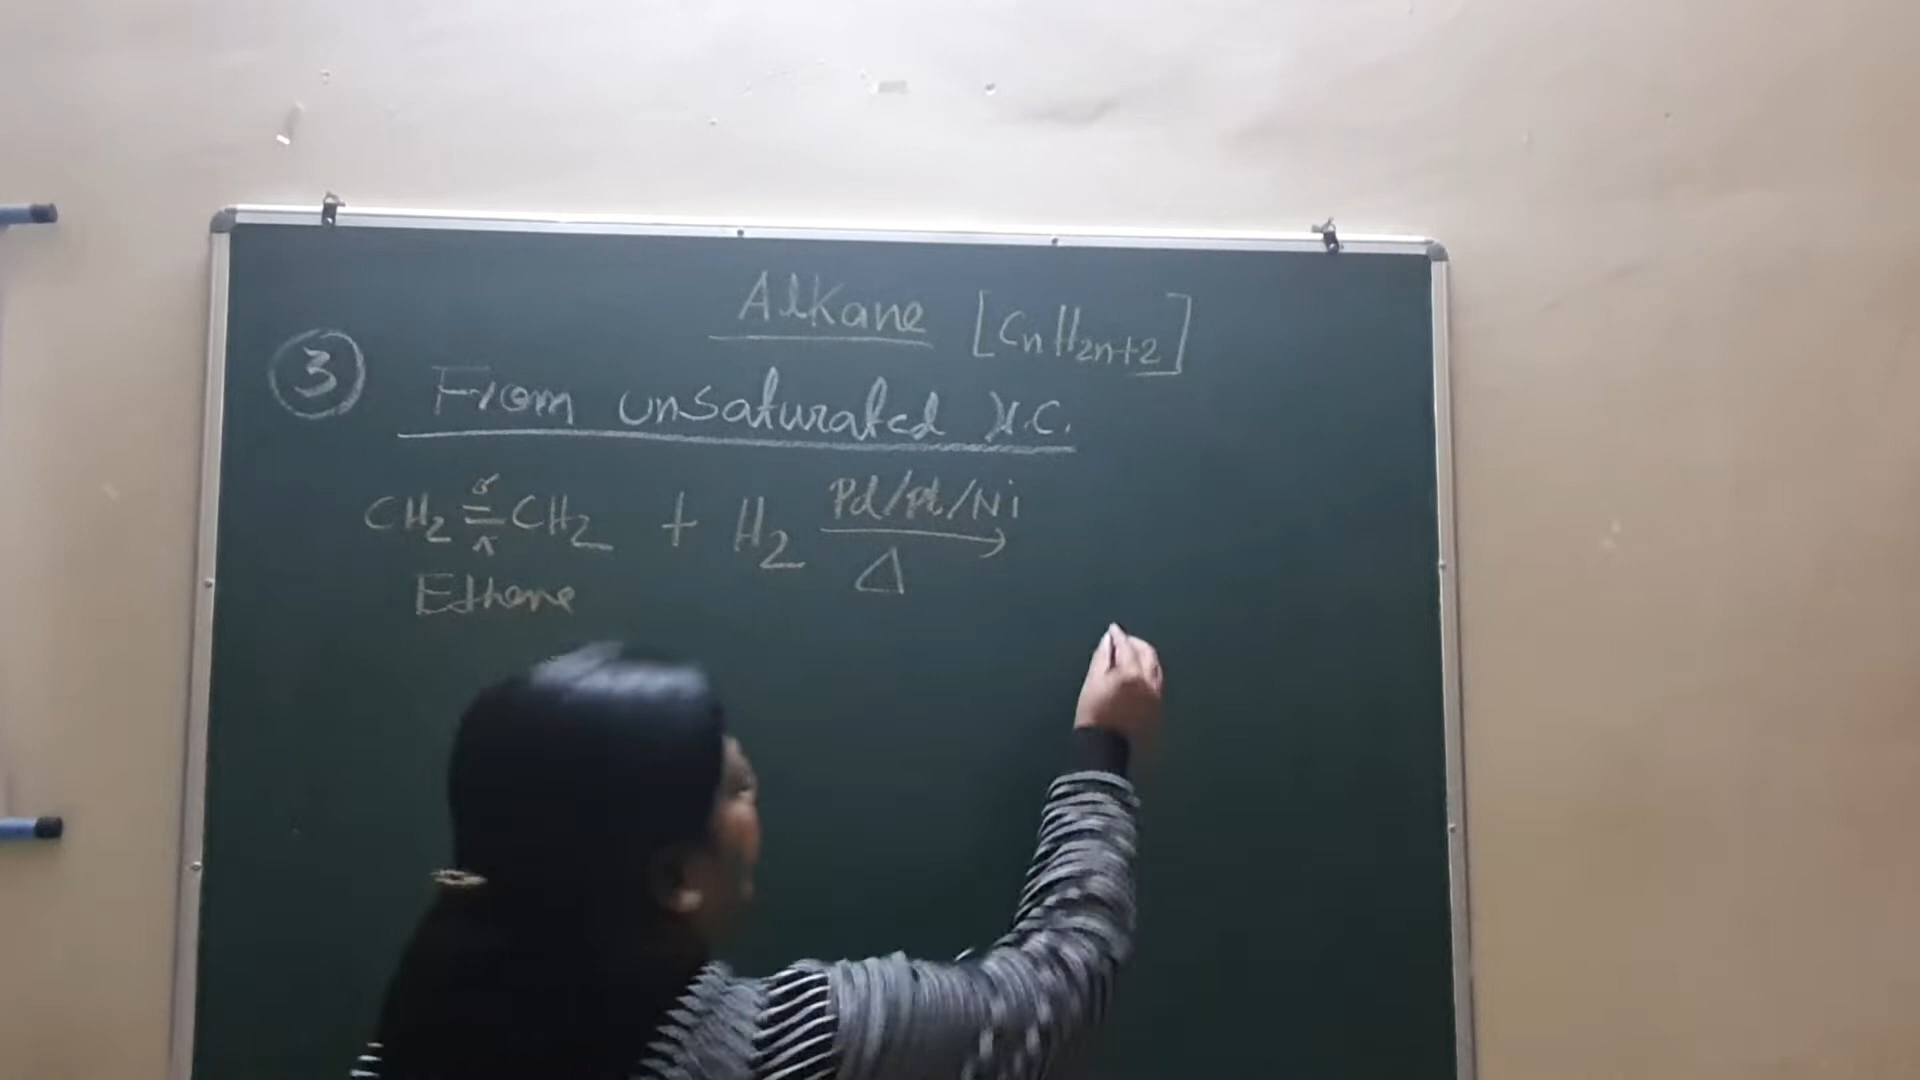 Alkane [CnH2n+2]
3 From unsaturated H.C.
CH2 = CH2 + H2 Pd/Pt/Ni →
σ π Δ
Ethene